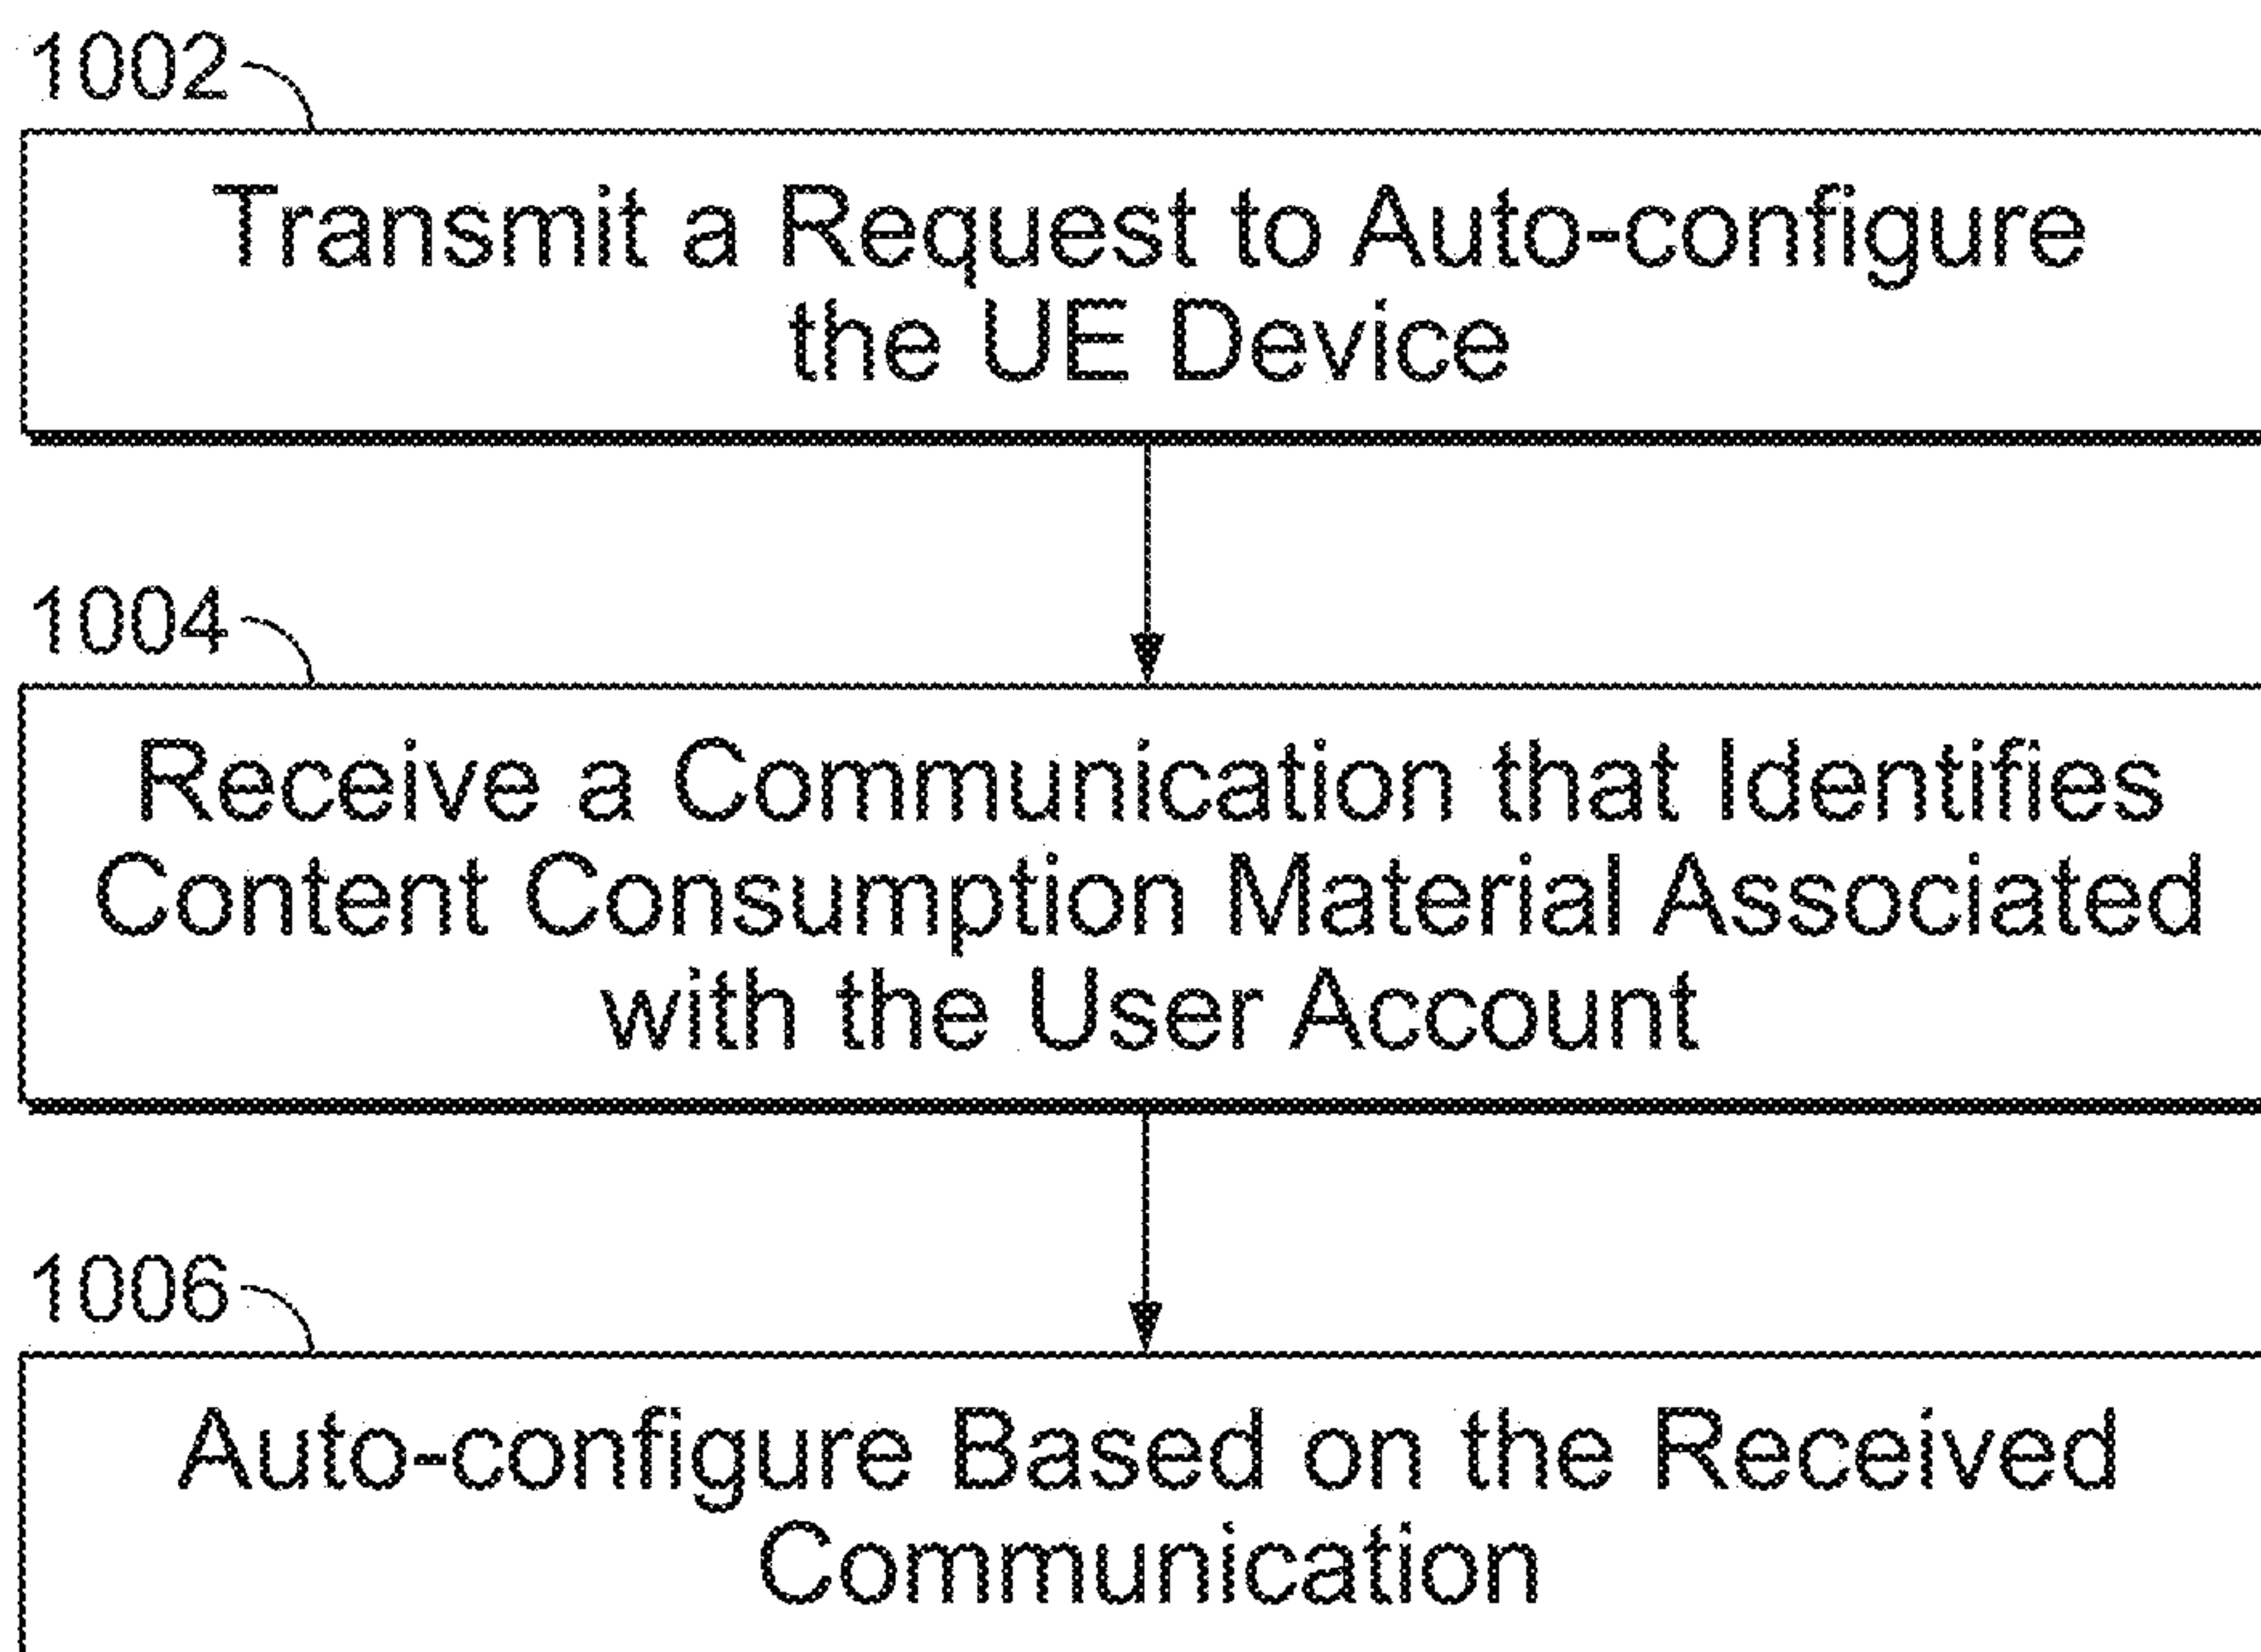 1002
Transmit a Request to Auto-configure
the UE Device
1004
Receive a Communication that Identifies
Content Consumption Material Associated
with the User Account
1006
Auto-configure Based on the Received
Communication